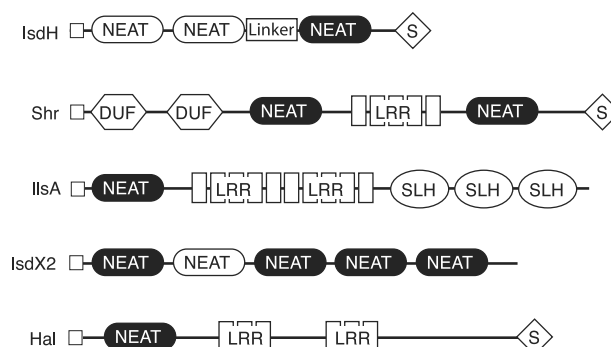 IsdH NEAT NEAT Linker NEAT S
Shr DUF DUF NEAT LRR NEAT S
IlsA NEAT LRR LRR SLH SLH SLH
IsdX2 NEAT NEAT NEAT NEAT NEAT
Hal NEAT LRR LRR S